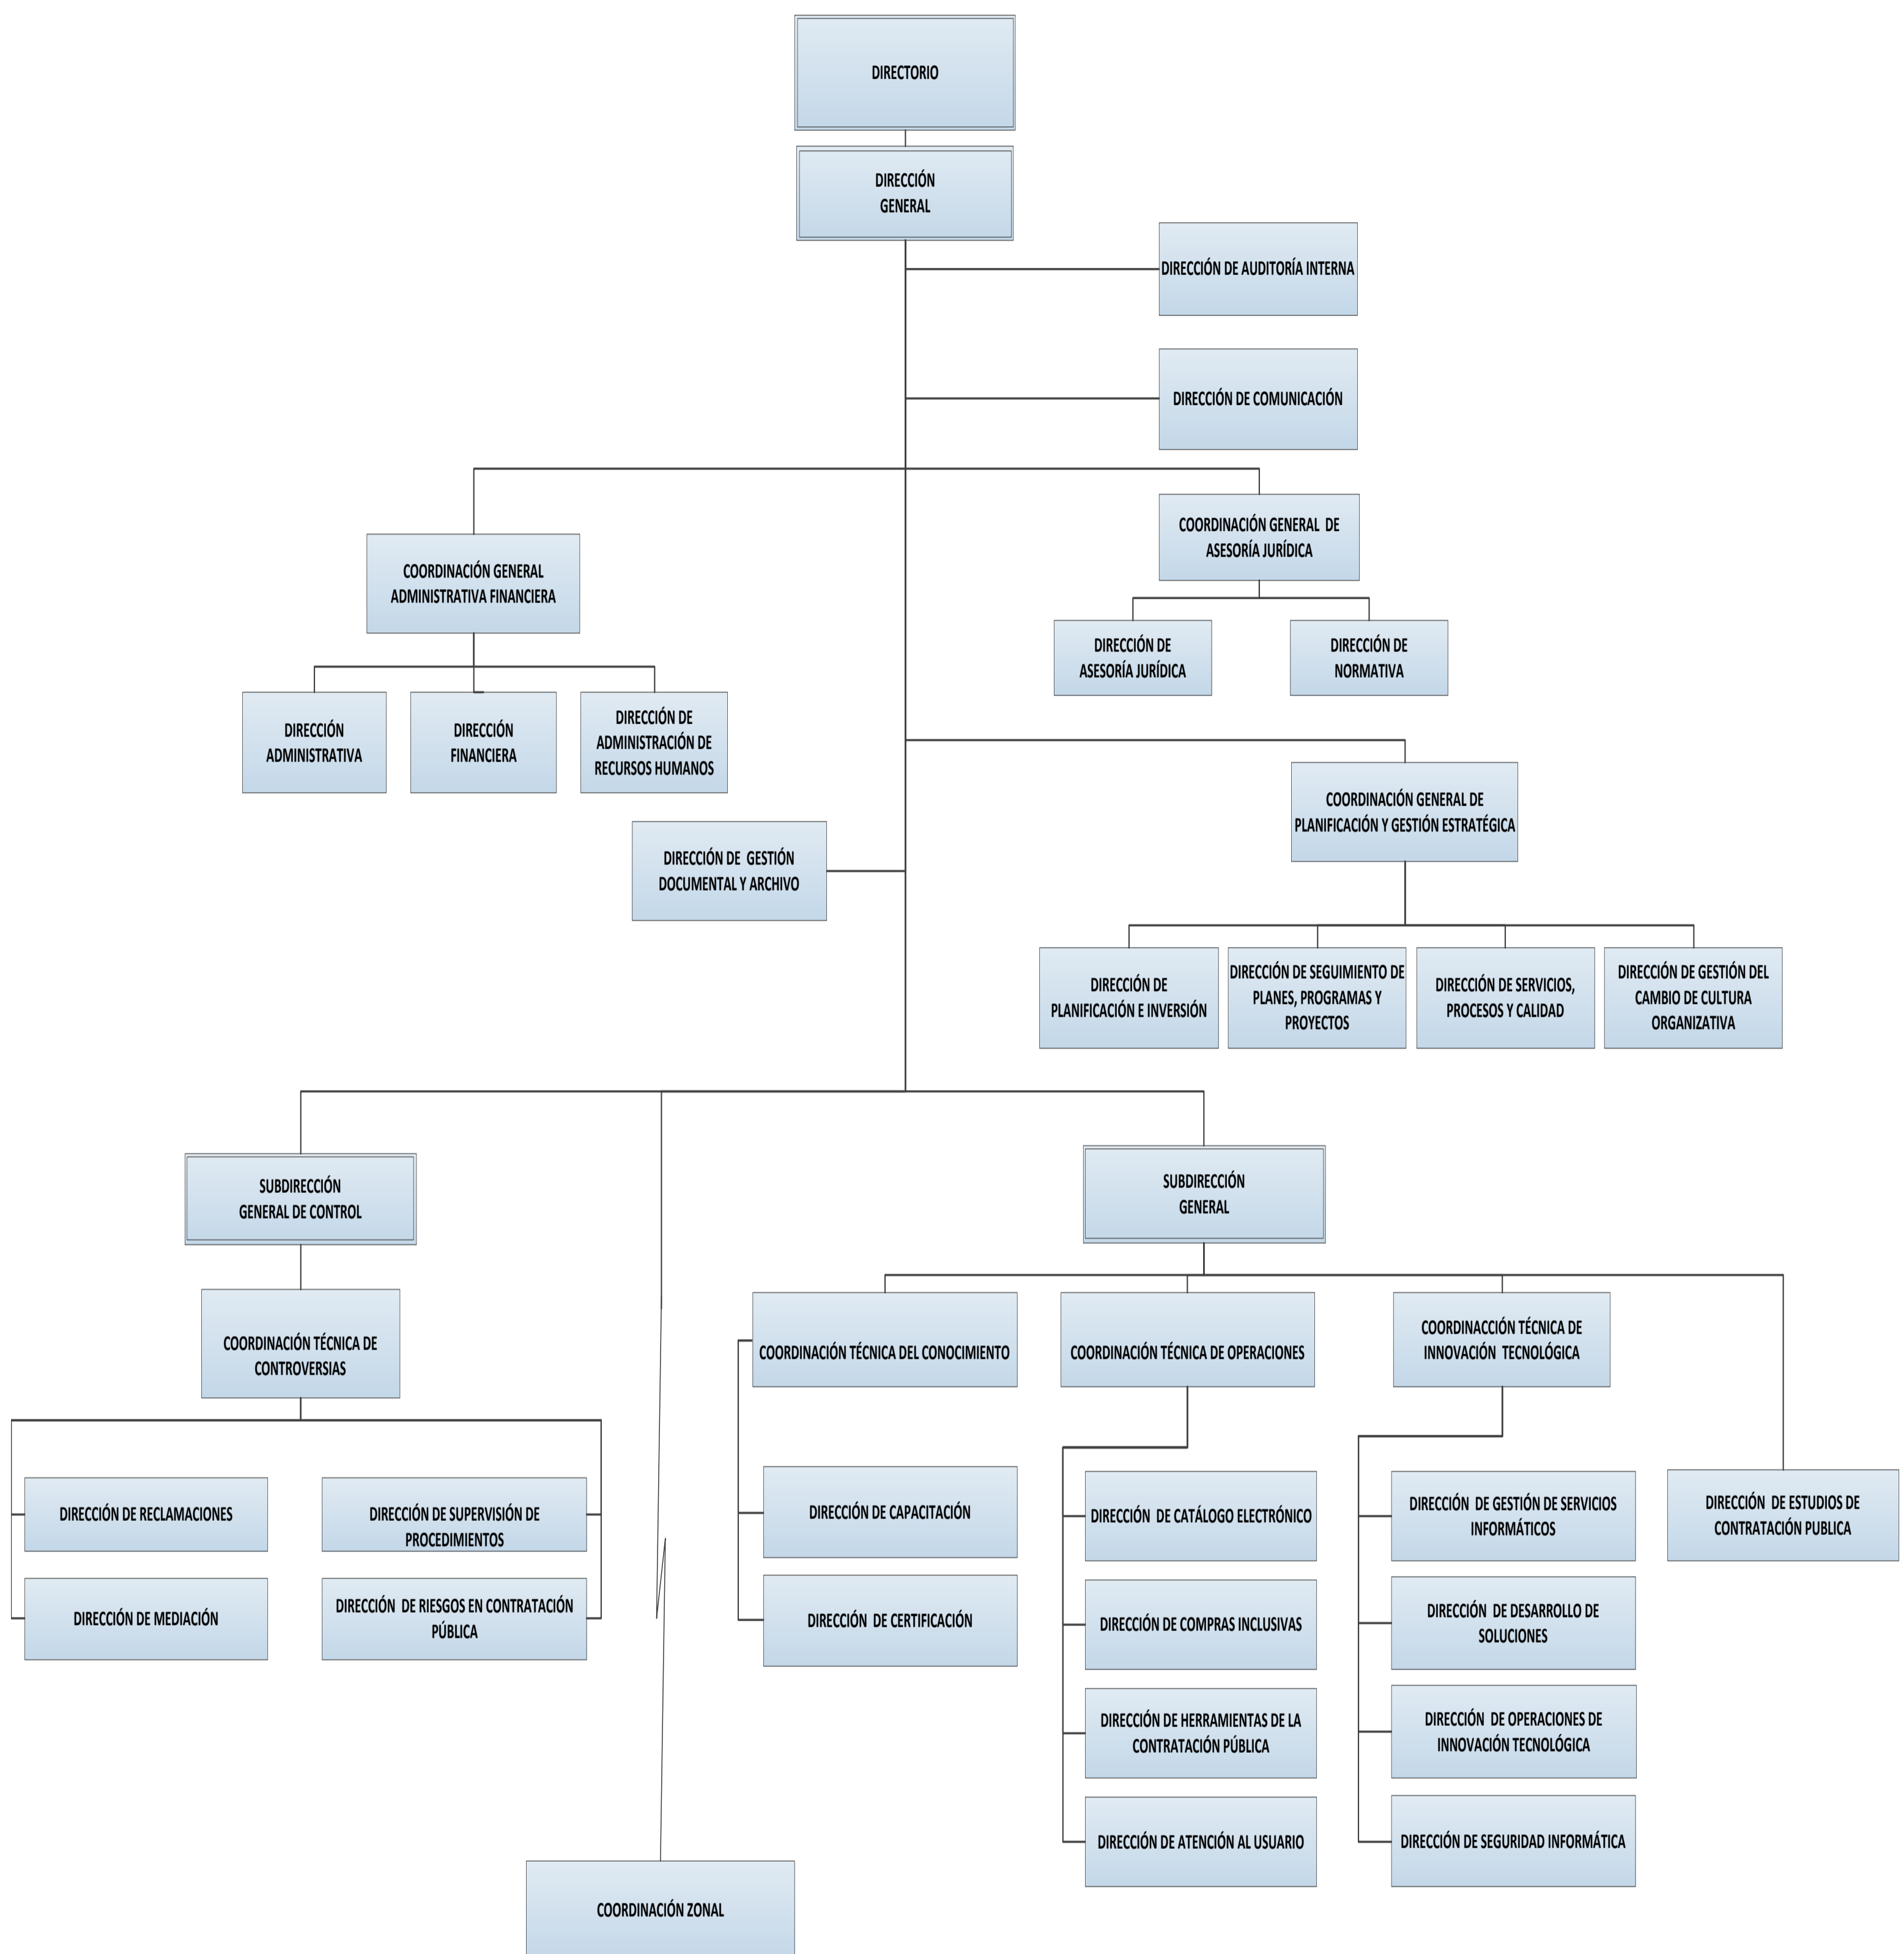 DIRECTORIO
DIRECCIÓN
GENERAL
DIRECCIÓN DE AUDITORÍA INTERNA
DIRECCIÓN DE COMUNICACIÓN
COORDINACIÓN GENERAL DE
ASESORÍA JURÍDICA
COORDINACIÓN GENERAL
ADMINISTRATIVA FINANCIERA
DIRECCIÓN DE
ASESORÍA JURÍDICA
DIRECCIÓN DE
NORMATIVA
DIRECCIÓN
ADMINISTRATIVA
DIRECCIÓN
FINANCIERA
DIRECCIÓN DE
ADMINISTRACIÓN DE
RECURSOS HUMANOS
COORDINACIÓN GENERAL DE
PLANIFICACIÓN Y GESTIÓN ESTRATÉGICA
DIRECCIÓN DE GESTIÓN
DOCUMENTAL Y ARCHIVO
DIRECCIÓN DE
PLANIFICACIÓN E INVERSIÓN
DIRECCIÓN DE SEGUIMIENTO DE
PLANES, PROGRAMAS Y
PROYECTOS
DIRECCIÓN DE SERVICIOS,
PROCESOS Y CALIDAD
DIRECCIÓN DE GESTIÓN DEL
CAMBIO DE CULTURA
ORGANIZATIVA
SUBDIRECCIÓN
GENERAL DE CONTROL
SUBDIRECCIÓN
GENERAL
COORDINACIÓN TÉCNICA DE
CONTROVERSIAS
COORDINACIÓN TÉCNICA DEL CONOCIMIENTO
COORDINACIÓN TÉCNICA DE OPERACIONES
COORDINACCIÓN TÉCNICA DE
INNOVACIÓN TECNOLÓGICA
DIRECCIÓN DE RECLAMACIONES
DIRECCIÓN DE SUPERVISIÓN DE
PROCEDIMIENTOS
DIRECCIÓN DE MEDIACIÓN
DIRECCIÓN DE RIESGOS EN CONTRATACIÓN
PÚBLICA
DIRECCIÓN DE CAPACITACIÓN
DIRECCIÓN DE CERTIFICACIÓN
DIRECCIÓN DE CATÁLOGO ELECTRÓNICO
DIRECCIÓN DE COMPRAS INCLUSIVAS
DIRECCIÓN DE HERRAMIENTAS DE LA
CONTRATACIÓN PÚBLICA
DIRECCIÓN DE ATENCIÓN AL USUARIO
DIRECCIÓN DE GESTIÓN DE SERVICIOS
INFORMÁTICOS
DIRECCIÓN DE DESARROLLO DE
SOLUCIONES
DIRECCIÓN DE OPERACIONES DE
INNOVACIÓN TECNOLÓGICA
DIRECCIÓN DE SEGURIDAD INFORMÁTICA
DIRECCIÓN DE ESTUDIOS DE
CONTRATACIÓN PUBLICA
COORDINACIÓN ZONAL